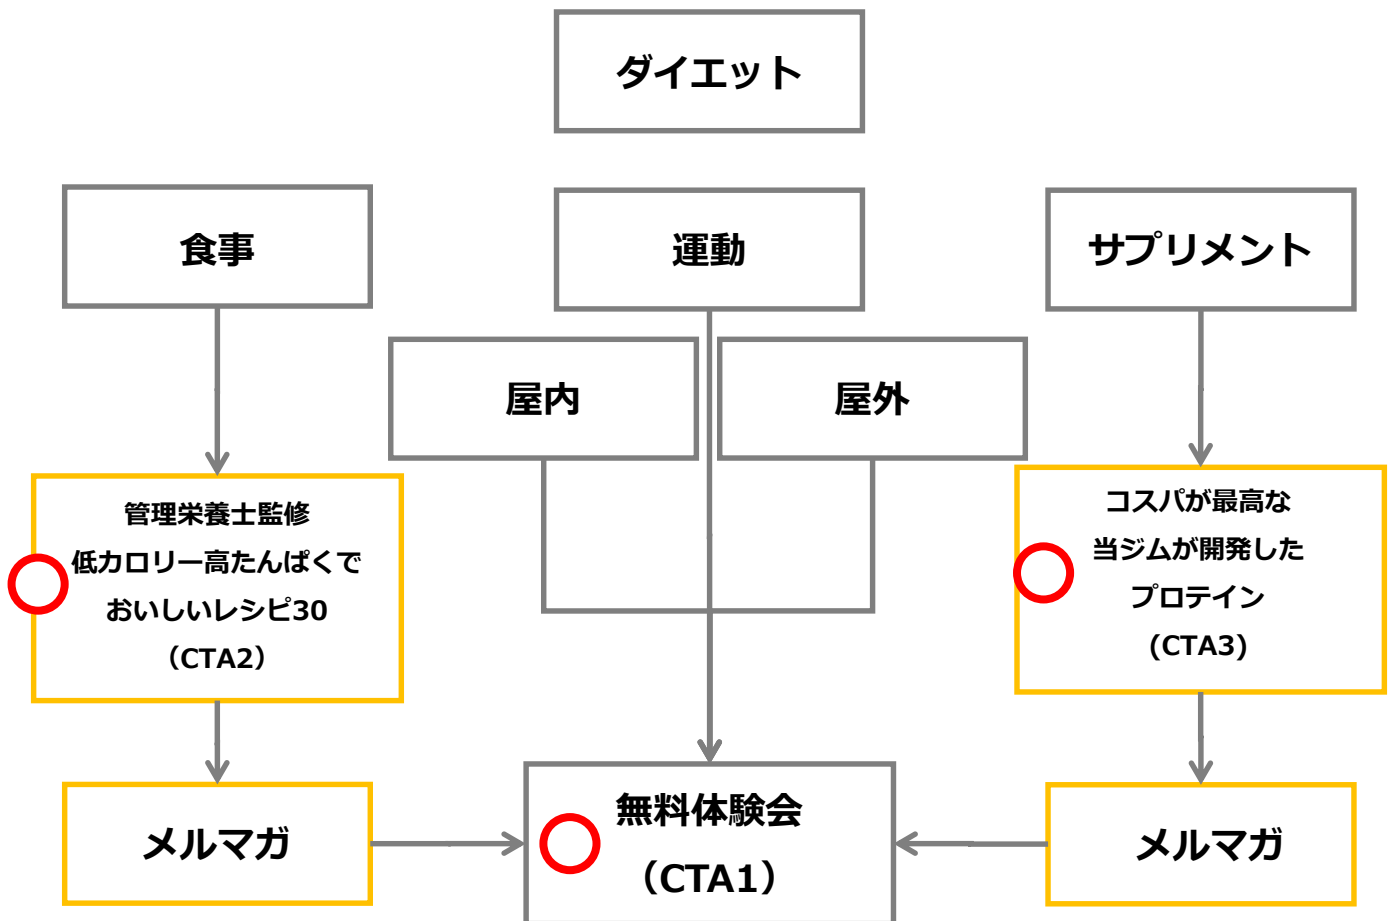 ダイエット
食事
運動
サプリメント
屋内
屋外
管理栄養士監修
低カロリー高たんぱくで
おいしいレシピ30
（CTA2）
コスパが最高な
当ジムが開発した
プロテイン
(CTA3)
メルマガ
無料体験会
（CTA1）
メルマガ